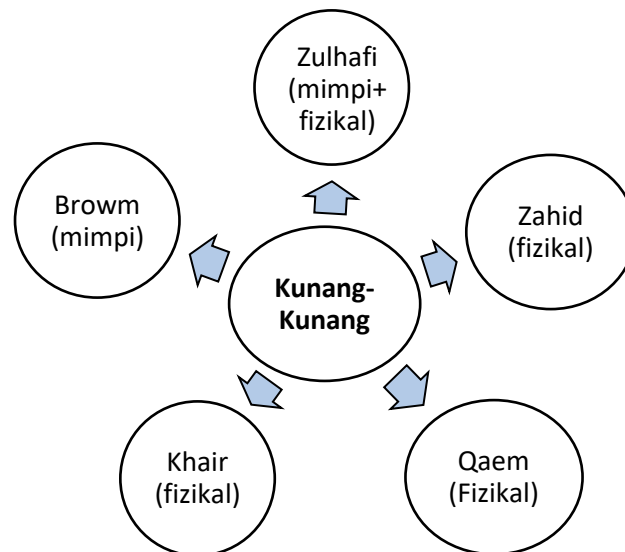 Zulhafi
(mimpi+
fizikal)
Browm
(mimpi)
Zahid
(fizikal)
Kunang-
Kunang
Khair
(fizikal)
Qaem
(Fizikal)